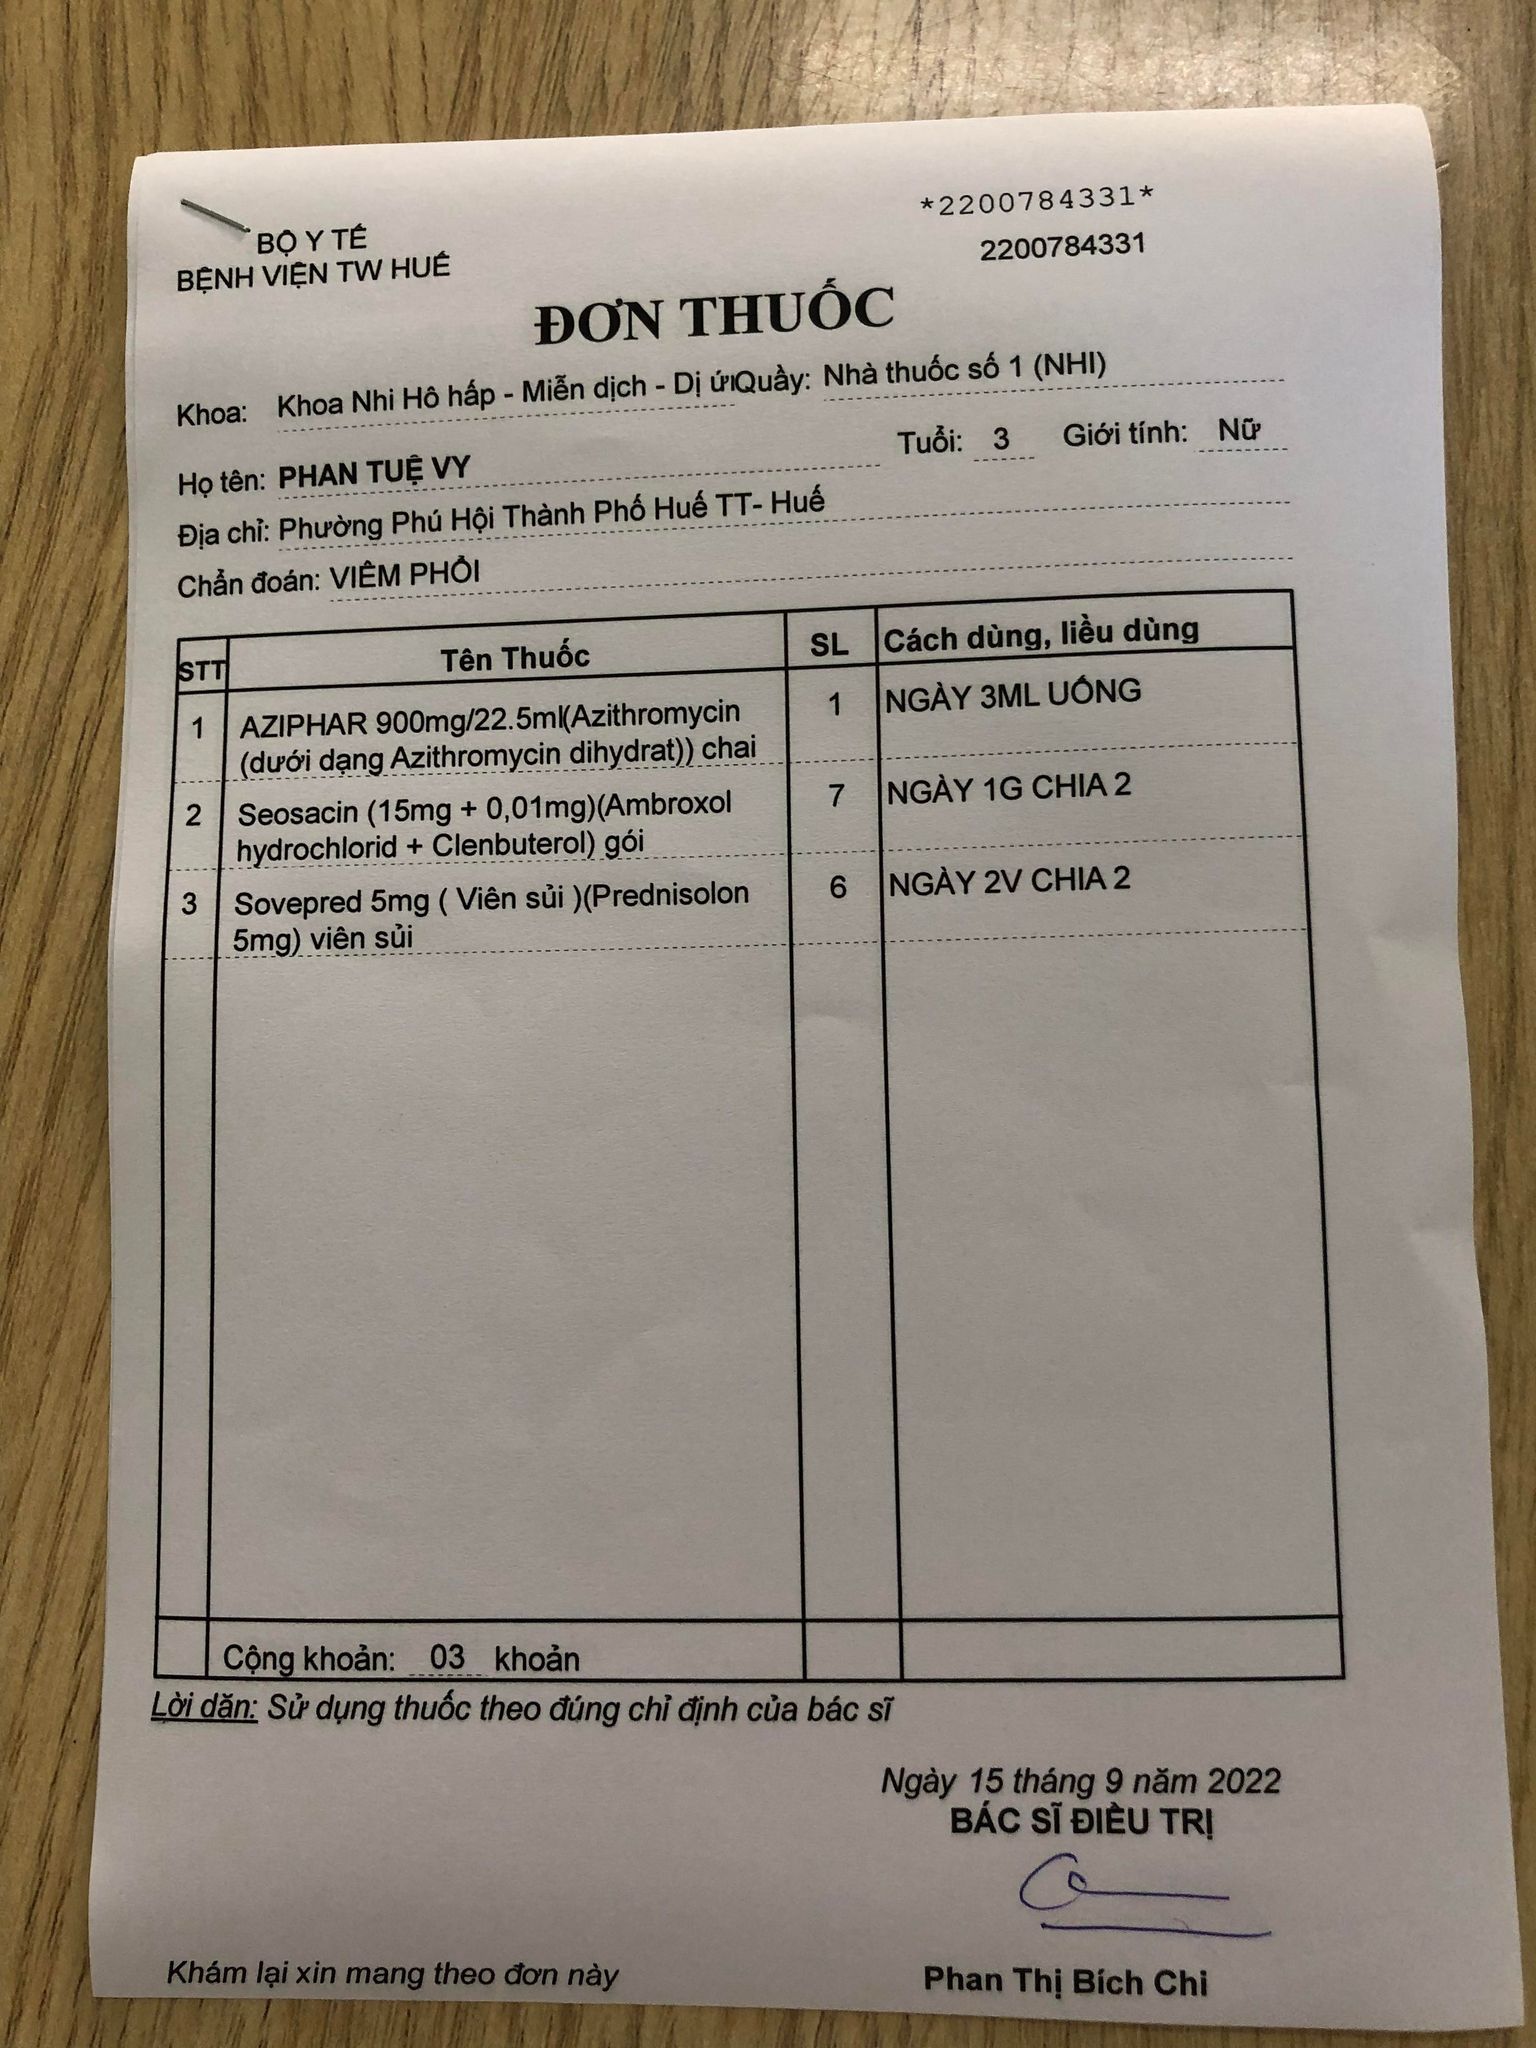 *2200784331*
BỘ Y TẾ
2200784331
BỆNH VIỆN TW HUẾ
ĐƠN THUỐC
Khoa: Khoa Nhi Hô hấp - Miễn dịch - Dị ứ Quầy: Nhà thuốc số 1 (NHI)
Họ tên: PHAN TUỆ VY Tuổi: 3 Giới tính: Nữ
Địa chỉ: Phường Phú Hội Thành Phố Huế TT- Huế
Chẩn đoán: VIÊM PHỔI
STT Tên Thuốc SL Cách dùng, liều dùng
1 AZIPHAR 900mg/22.5ml(Azithromycin 1 NGÀY 3ML UỐNG
(dưới dạng Azithromycin dihydrat)) chai
2 Seosacin (15mg + 0,01mg)(Ambroxol 7 NGÀY 1G CHIA 2
hydrochlorid + Clenbuterol) gói
3 Sovepred 5mg ( Viên sủi )(Prednisolon 6 NGÀY 2V CHIA 2
5mg) viên sủi
Cộng khoản: 03 khoản
Lời dặn: Sử dụng thuốc theo đúng chỉ định của bác sĩ
Ngày 15 tháng 9 năm 2022
BÁC SĨ ĐIỀU TRỊ
Khám lại xin mang theo đơn này
Phan Thị Bích Chi